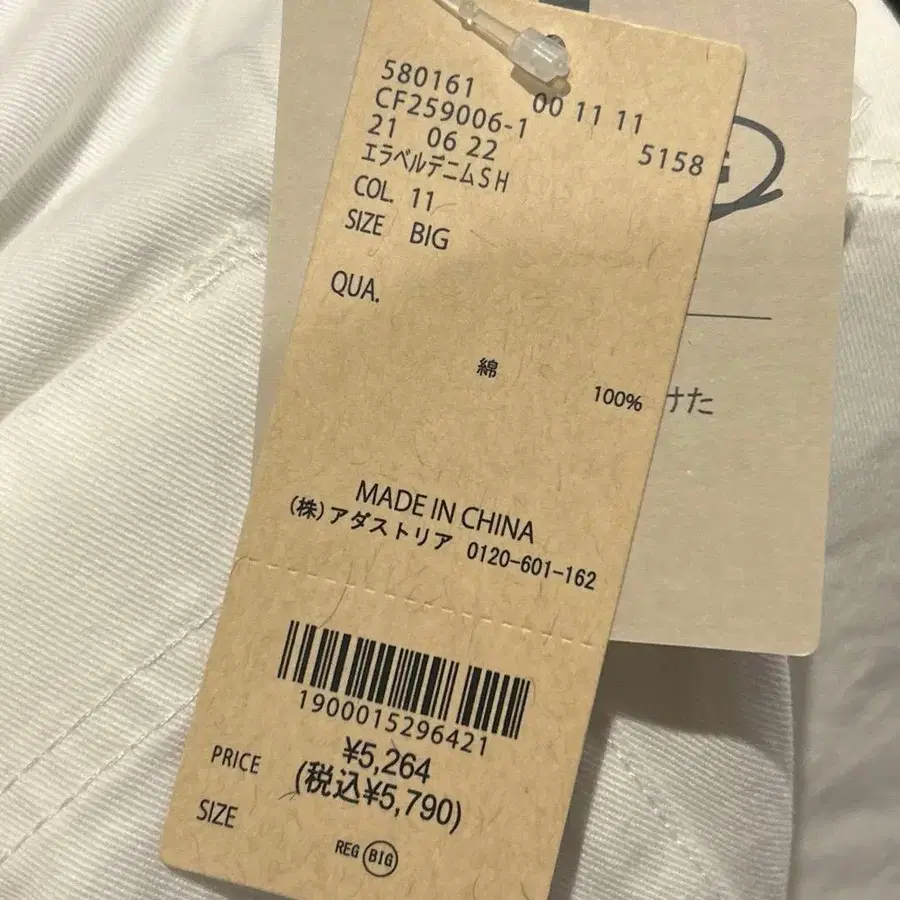 580161
00 11 11
CF259006-1
5158
21 06 22
エラベルデニムSH
COL. 11
SIZE BIG
QUA.
綿 100%
けた
MADE IN CHINA
(株)アダストリア 0120-601-162
1900015296421
PRICE ¥5,264
(税込¥5,790)
SIZE
REG BIG